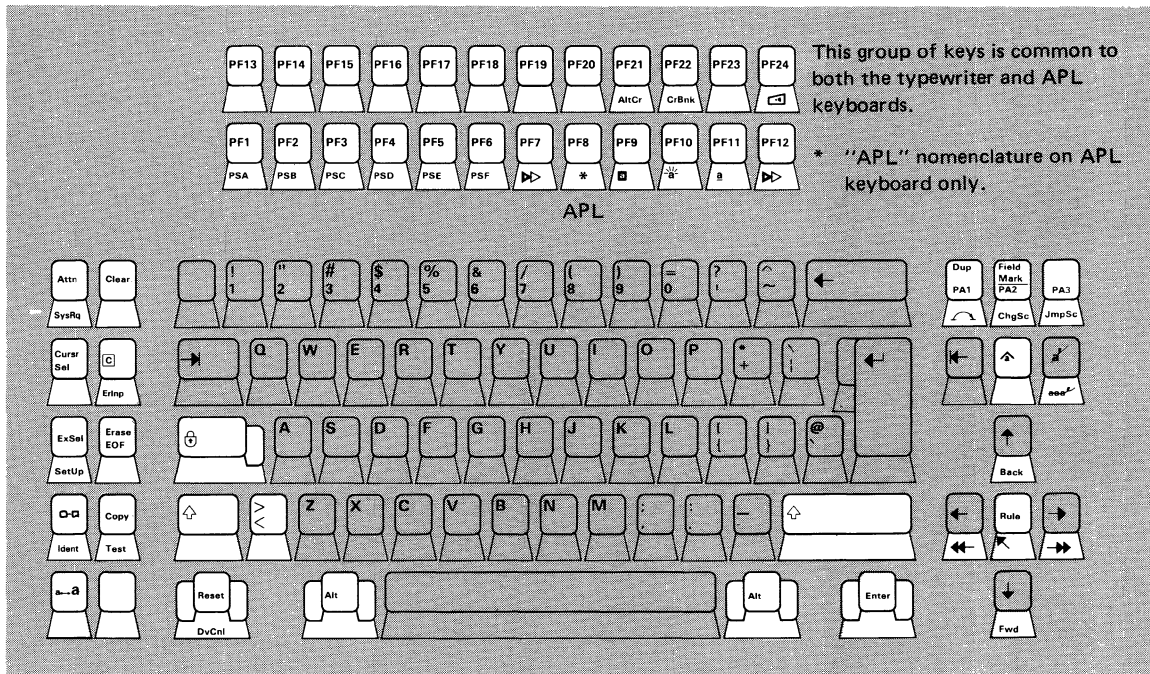 PF13 PF14 PF15 PF16 PF17 PF18 PF19 PF20 PF21 PF22 PF23 PF24
AltCr CrBnk
This group of keys is common to
both the typewriter and APL
keyboards.
PF1 PF2 PF3 PF4 PF5 PF6 PF7 PF8 PF9 PF10 PF11 PF12
PSA PSB PSC PSD PSE PSF * a a a
* "APL" nomenclature on APL
keyboard only.
APL
Attn Clear ! " # $ % & / ( ) = ? ^ Dup Field
Mark
1 2 3 4 5 6 7 8 9 0 ' ~ PA1 PA2 PA3
SysRq ChgSc JmpSc
Cursr
Sel C Q W E R T Y U I O P * \ a
+ ¦
ErInp
ExSel Erase
EOF A S D F G H J K L [ ] @
{ } `
SetUp Back
Copy > Z X C V B N M ; : _ Rule
< , . -
Ident Test
a a Reset Alt Alt Enter
DvCnl Fwd